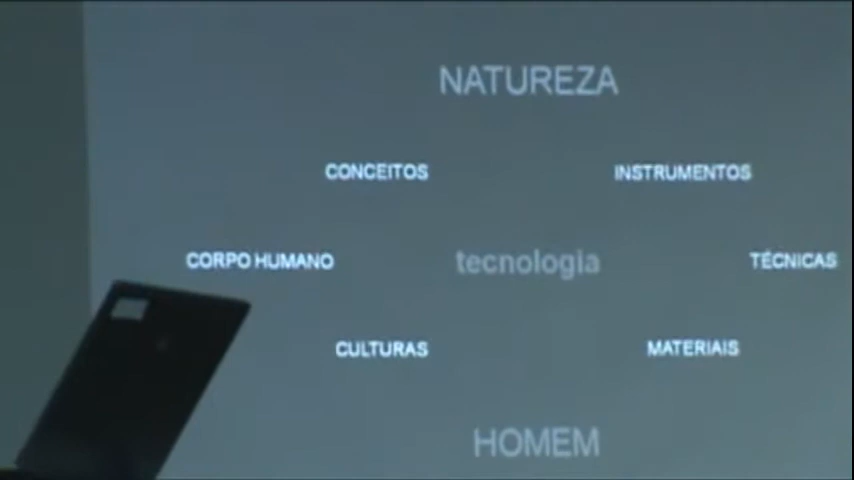 NATUREZA
CONCEITOS INSTRUMENTOS
CORPO HUMANO tecnologia TÉCNICAS
CULTURAS MATERIAIS
HOMEM